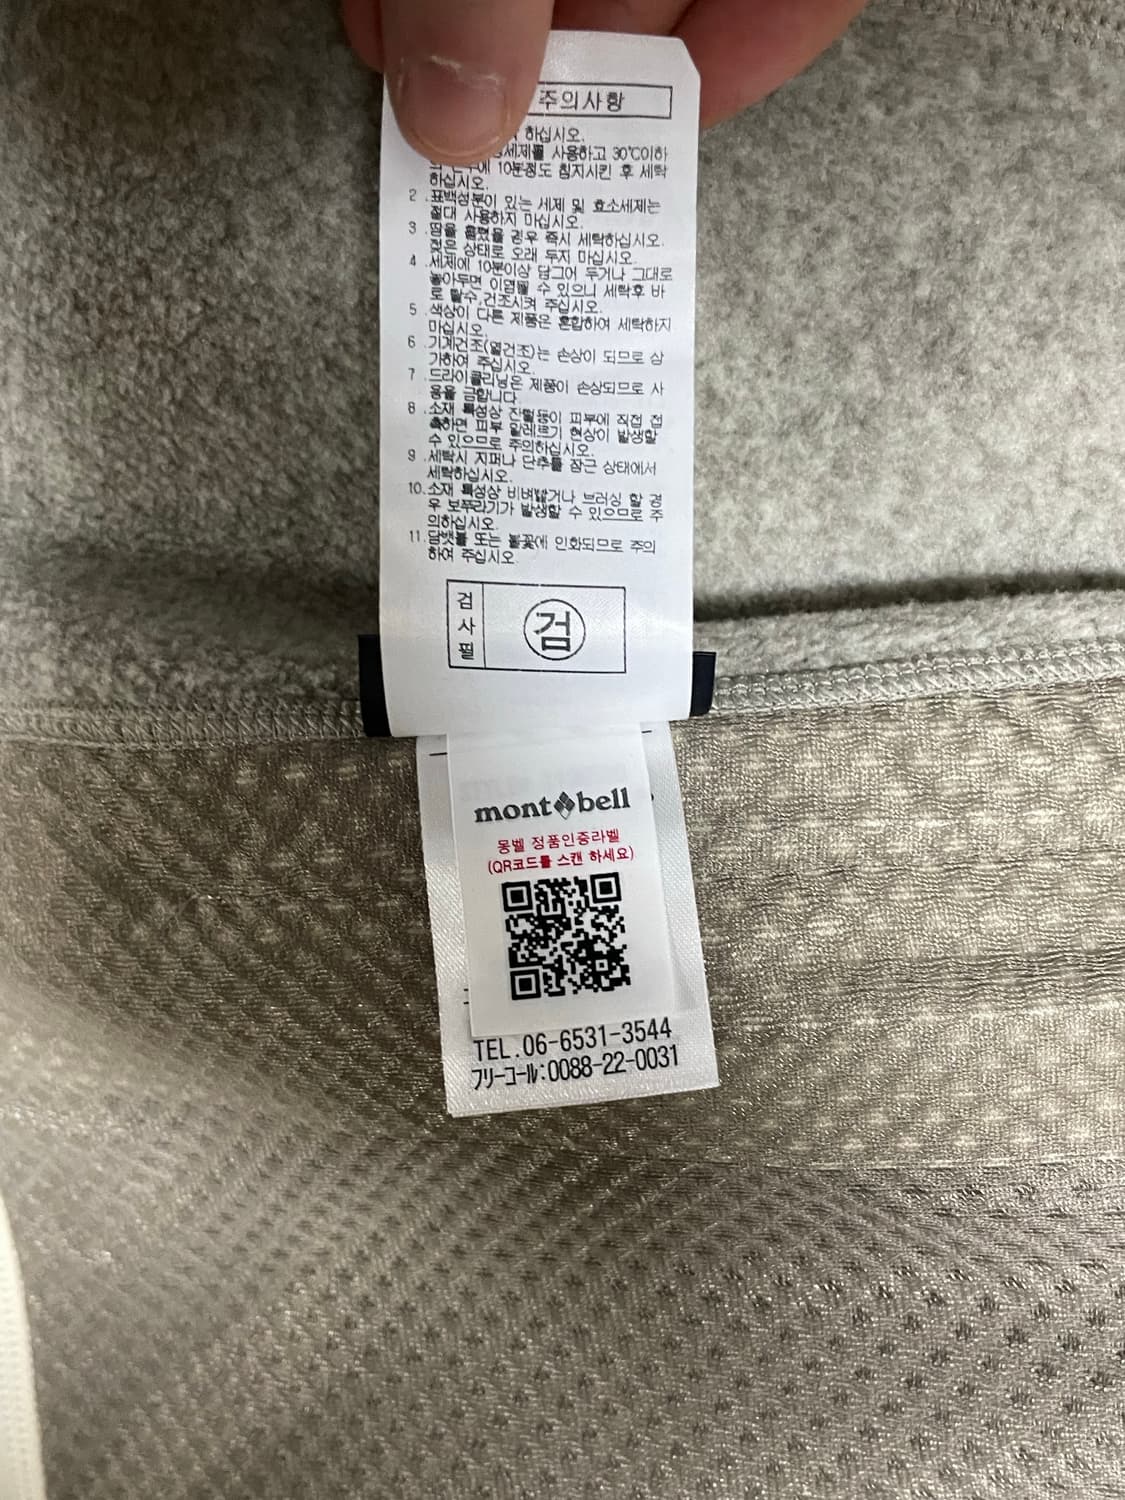 주의사항
하십시오.
세제를 사용하고 30℃이하
에 10분정도 침지시킨 후 세탁
하십시오.
2 .표백성분이 있는 세제 및 효소세제는
절대 사용하지 마십시오.
3 .땀을 흘렸을 경우 즉시 세탁하십시오.
젖은 상태로 오래 두지 마십시오.
4 .세제에 10분이상 담그어 두거나 그대로
놓아두면 이염될 수 있으니 세탁후 바
로 탈수,건조시켜 주십시오.
5 .색상이 다른 제품은 혼합하여 세탁하지
마십시오.
6 .기계건조(열건조)는 손상이 되므로 삼
가하여 주십시오.
7 .드라이클리닝은 제품이 손상되므로 사
용을 금합니다.
8 .소재 특성상 잔털등이 피부에 직접 접
촉하면 피부 알레르기 현상이 발생할
수 있으므로 주의하십시오.
9 .세탁시 지퍼나 단추를 잠근 상태에서
세탁하십시오.
10.소재 특성상 비벼빨거나 브러싱 할 경
우 보푸라기가 발생할 수 있으므로 주
의하십시오.
11.담뱃불 또는 불꽃에 인화되므로 주의
하여 주십시오.
검사필
검
mont bell
몽벨 정품인증라벨
(QR코드를 스캔 하세요)
TEL.06-6531-3544
フリーコール:0088-22-0031